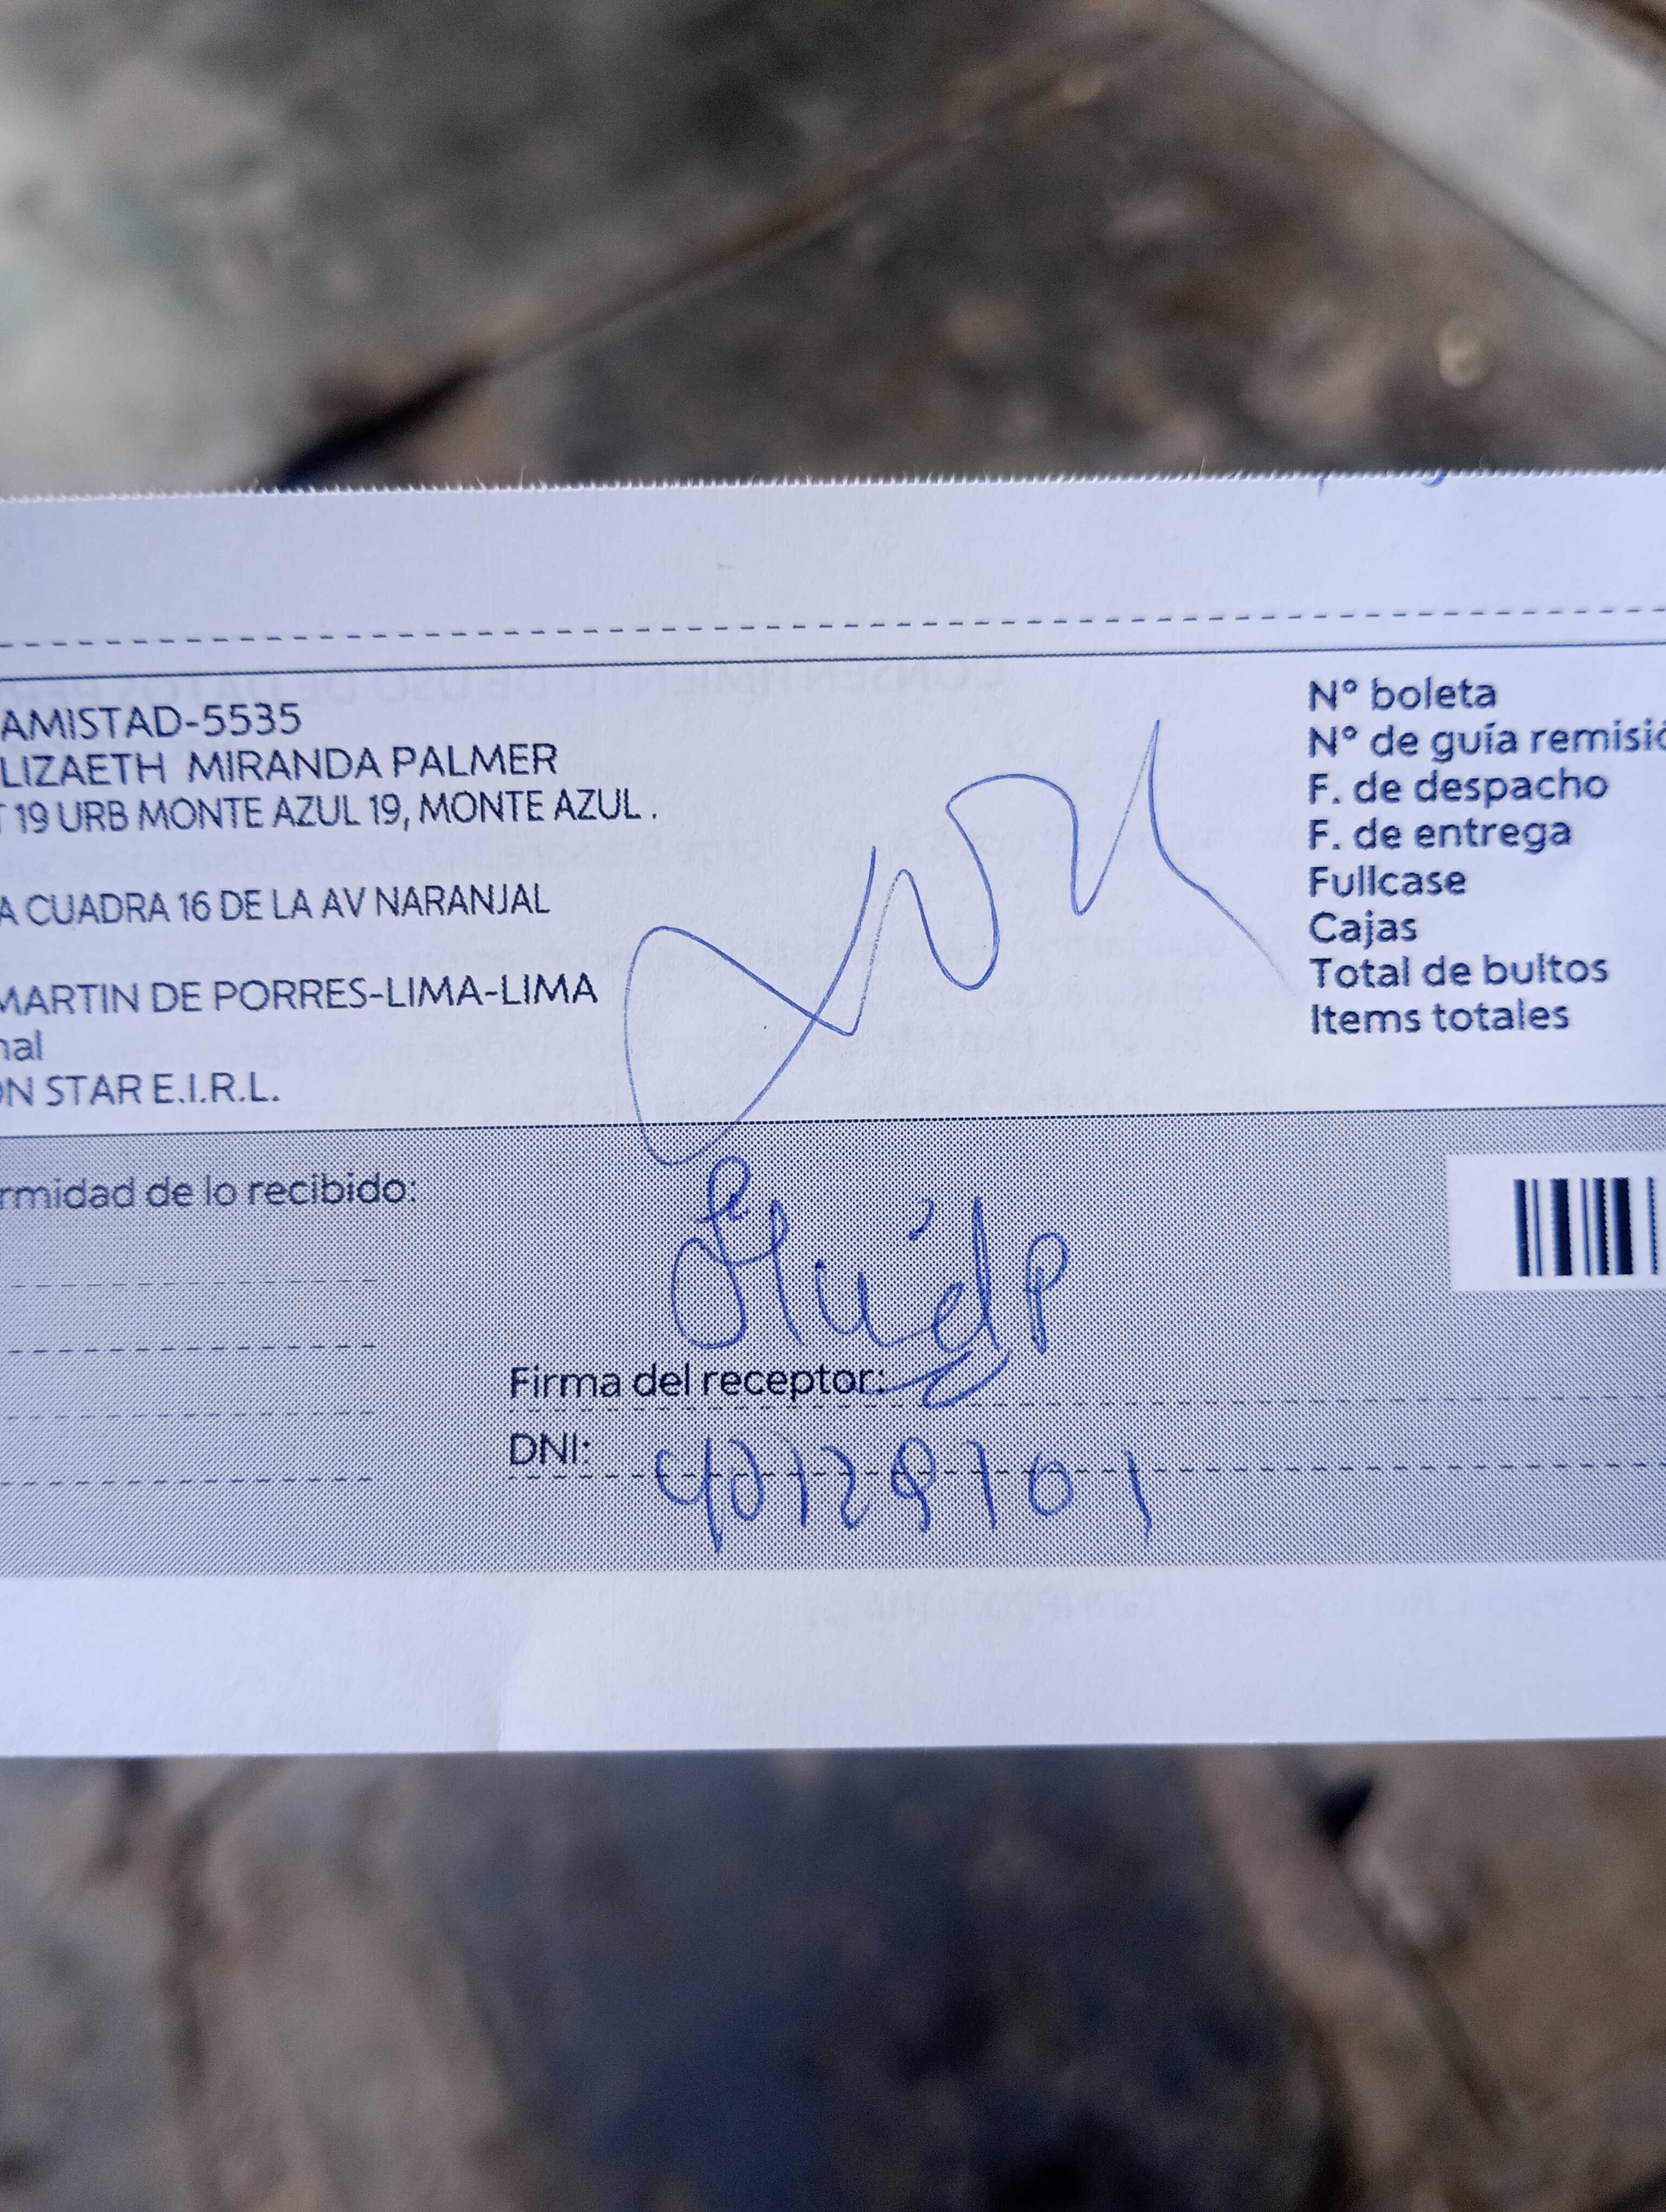 AMISTAD-5535
LIZAETH MIRANDA PALMER
19 URB MONTE AZUL 19, MONTE AZUL .
A CUADRA 16 DE LA AV NARANJAL
MARTIN DE PORRES-LIMA-LIMA
nal
ON STAR E.I.R.L.
N° boleta
N° de guía remisió
F. de despacho
F. de entrega
Fullcase
Cajas
Total de bultos
Items totales
rmidad de lo recibido:
Firma del receptor:
DNI: